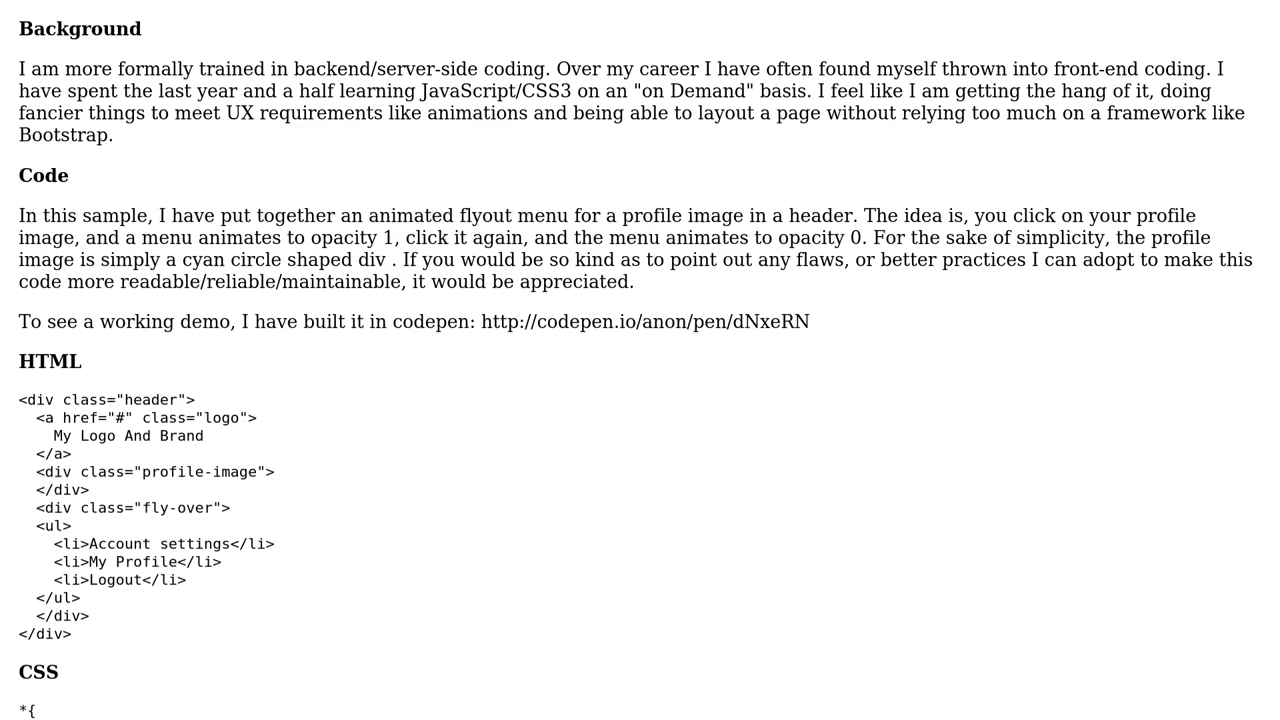 Background
I am more formally trained in backend/server-side coding. Over my career I have often found myself thrown into front-end coding. I
have spent the last year and a half learning JavaScript/CSS3 on an "on Demand" basis. I feel like I am getting the hang of it, doing
fancier things to meet UX requirements like animations and being able to layout a page without relying too much on a framework like
Bootstrap.
Code
In this sample, I have put together an animated flyout menu for a profile image in a header. The idea is, you click on your profile
image, and a menu animates to opacity 1, click it again, and the menu animates to opacity 0. For the sake of simplicity, the profile
image is simply a cyan circle shaped div . If you would be so kind as to point out any flaws, or better practices I can adopt to make this
code more readable/reliable/maintainable, it would be appreciated.
To see a working demo, I have built it in codepen: http://codepen.io/anon/pen/dNxeRN
HTML
<div class="header">
  <a href="#" class="logo">
    My Logo And Brand
  </a>
  <div class="profile-image">
  </div>
  <div class="fly-over">
  <ul>
    <li>Account settings</li>
    <li>My Profile</li>
    <li>Logout</li>
  </ul>
  </div>
</div>
CSS
*{